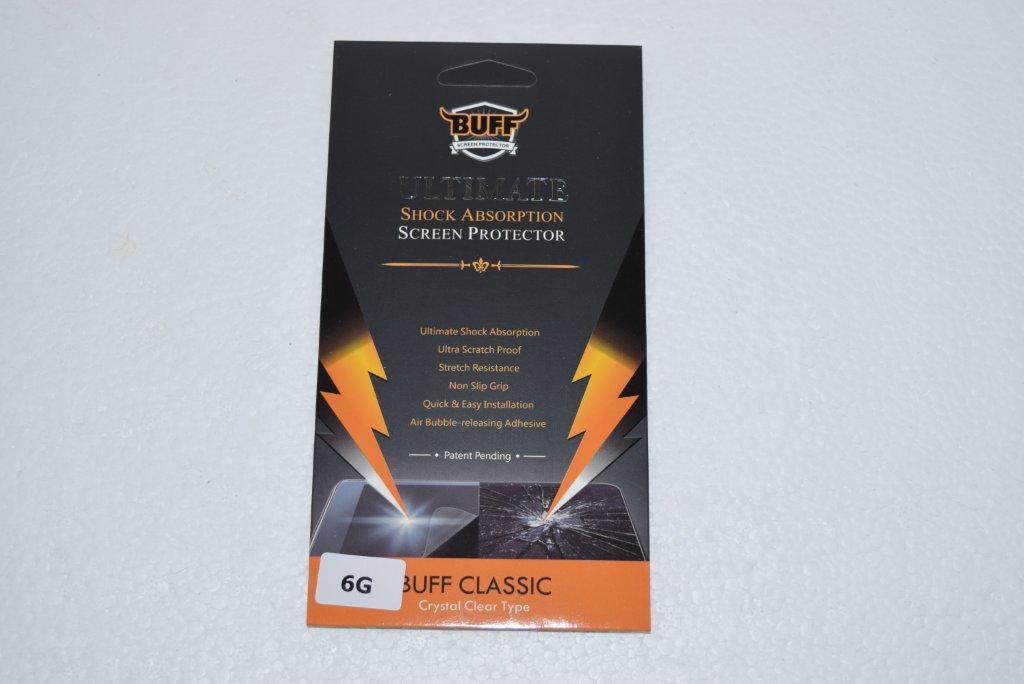 BUFF
SCREEN PROTECTOR
ULTIMATE
SHOCK ABSORPTION
SCREEN PROTECTOR
Ultimate Shock Absorption
Ultra Scratch Proof
Stretch Resistance
Non Slip Grip
Quick & Easy Installation
Air Bubble-releasing Adhesive
Patent Pending
6G
BUFF CLASSIC
Crystal Clear Type